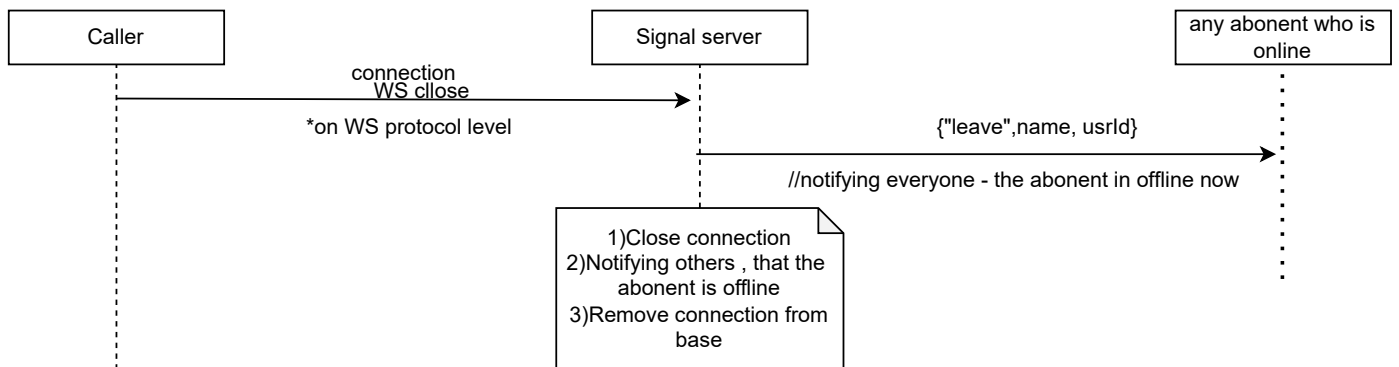 Caller
Signal server
any abonent who is
online
connection
WS cllose
*on WS protocol level
{"leave",name, usrId}
//notifying everyone - the abonent in offline now
1)Close connection
2)Notifying others , that the
abonent is offline
3)Remove connection from
base